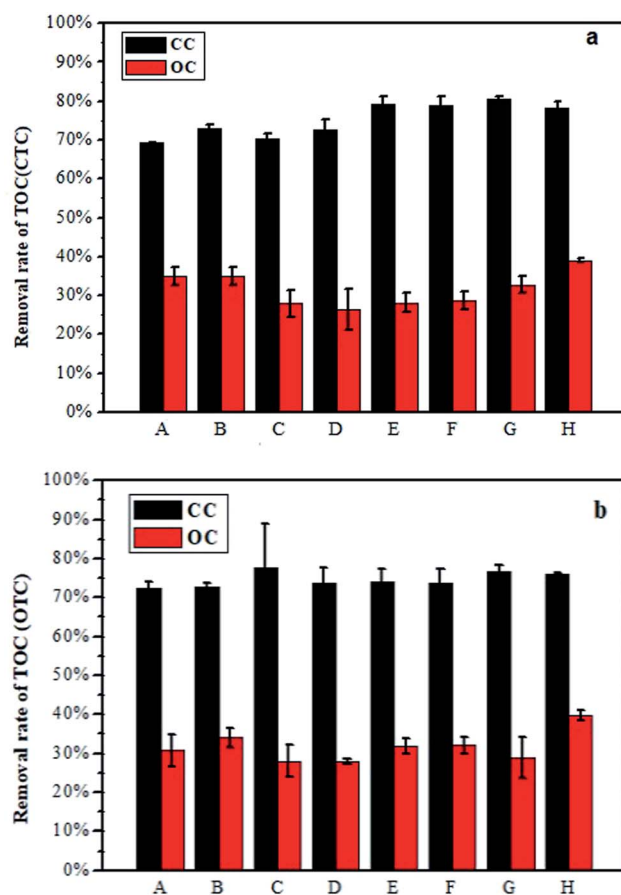 100%
90%
80%
70%
60%
50%
40%
30%
20%
10%
0%
Removal rate of TOC(CTC)
CC
OC
a
A B C D E F G H
100%
90%
80%
70%
60%
50%
40%
30%
20%
10%
0%
Removal rate of TOC (OTC)
CC
OC
b
A B C D E F G H